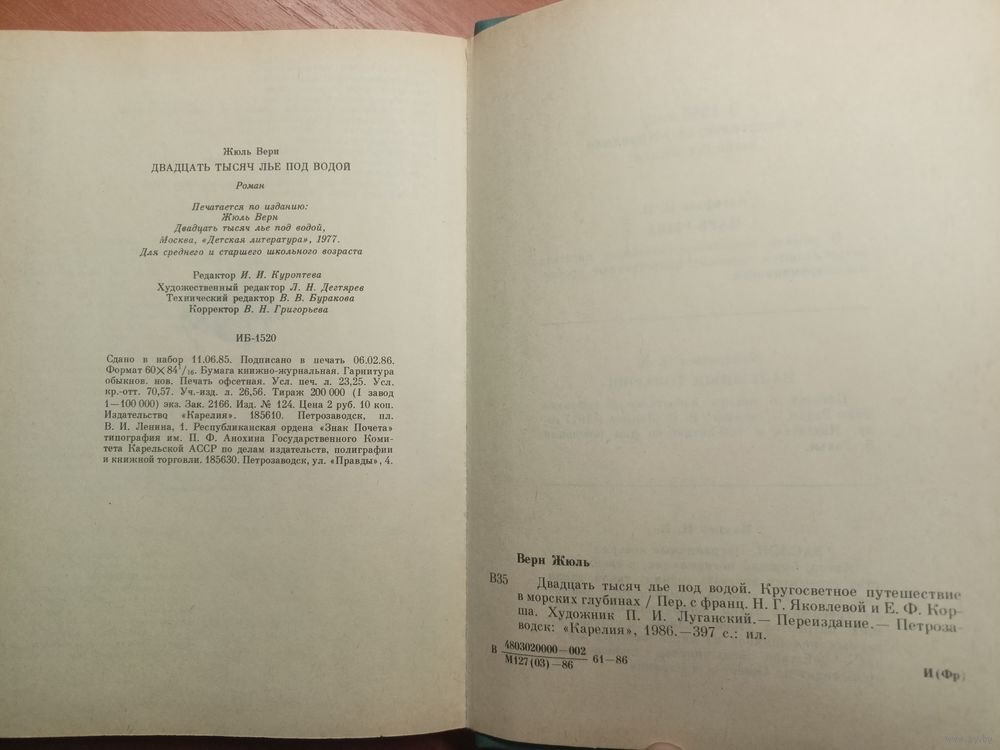 Жюль Верн
ДВАДЦАТЬ ТЫСЯЧ ЛЬЕ ПОД ВОДОЙ
Роман
Печатается по изданию:
Жюль Верн
Двадцать тысяч лье под водой,
Москва, «Детская литература», 1977.
Для среднего и старшего школьного возраста
Редактор И. И. Куроптева
Художественный редактор Л. Н. Дегтярев
Технический редактор В. В. Буракова
Корректор В. Н. Григорьева
ИБ-1520
Сдано в набор 11.06.85. Подписано в печать 06.02.86.
Формат 60×84 1/16. Бумага книжно-журнальная. Гарнитура
обыкнов. нов. Печать офсетная. Усл. печ. л. 23,25. Усл.
кр.-отт. 70,57. Уч.-изд. л. 26,56. Тираж 200 000 (I завод
1—100 000) экз. Зак. 2166. Изд. № 124. Цена 2 руб. 10 коп.
Издательство «Карелия». 185610. Петрозаводск, пл.
В. И. Ленина, 1. Республиканская ордена «Знак Почета»
типография им. П. Ф. Анохина Государственного Коми-
тета Карельской АССР по делам издательств, полиграфии
и книжной торговли. 185630. Петрозаводск, ул. «Правды», 4.
Верн Жюль
В35 Двадцать тысяч лье под водой. Кругосветное путешествие
в морских глубинах / Пер. с франц. Н. Г. Яковлевой и Е. Ф. Кор-
ша. Художник П. И. Луганский.— Переиздание.— Петроза-
водск: «Карелия», 1986.—397 с.: ил.
В 4803020000—002
М127(03)—86 61—86
И(Фр)